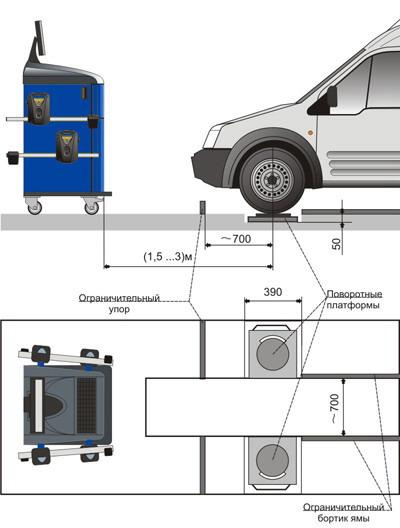 ~700
50
(1,5 ...3)м
Ограничительный
упор
390
Поворотные
платформы
~700
Ограничительный
бортик ямы